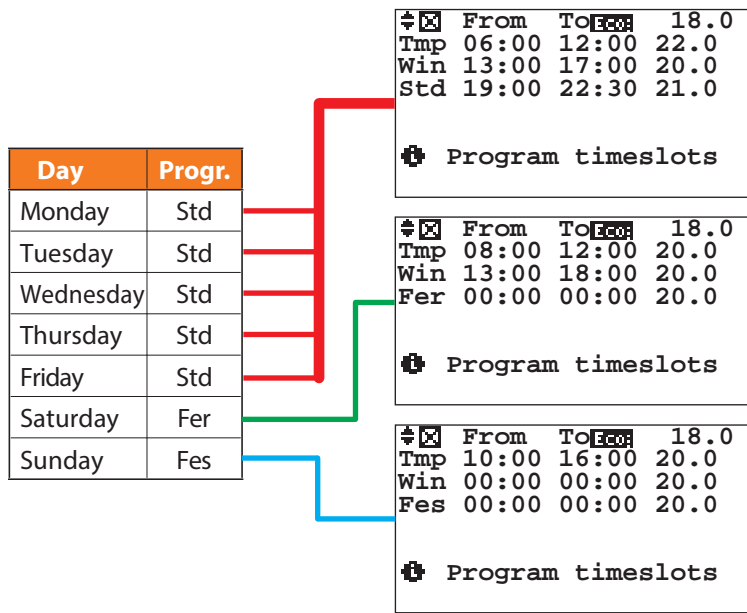 Day Progr.
Monday Std
Tuesday Std
Wednesday Std
Thursday Std
Friday Std
Saturday Fer
Sunday Fes
From To Eco: 18.0
Tmp 06:00 12:00 22.0
Win 13:00 17:00 20.0
Std 19:00 22:30 21.0
Program timeslots
From To Eco: 18.0
Tmp 08:00 12:00 20.0
Win 13:00 18:00 20.0
Fer 00:00 00:00 20.0
Program timeslots
From To Eco: 18.0
Tmp 10:00 16:00 20.0
Win 00:00 00:00 20.0
Fes 00:00 00:00 20.0
Program timeslots